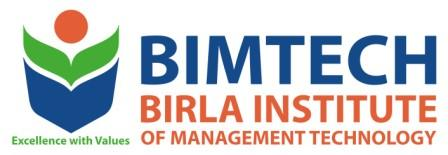 BIMTECH
BIRLA INSTITUTE
OF MANAGEMENT TECHNOLOGY
Excellence with Values